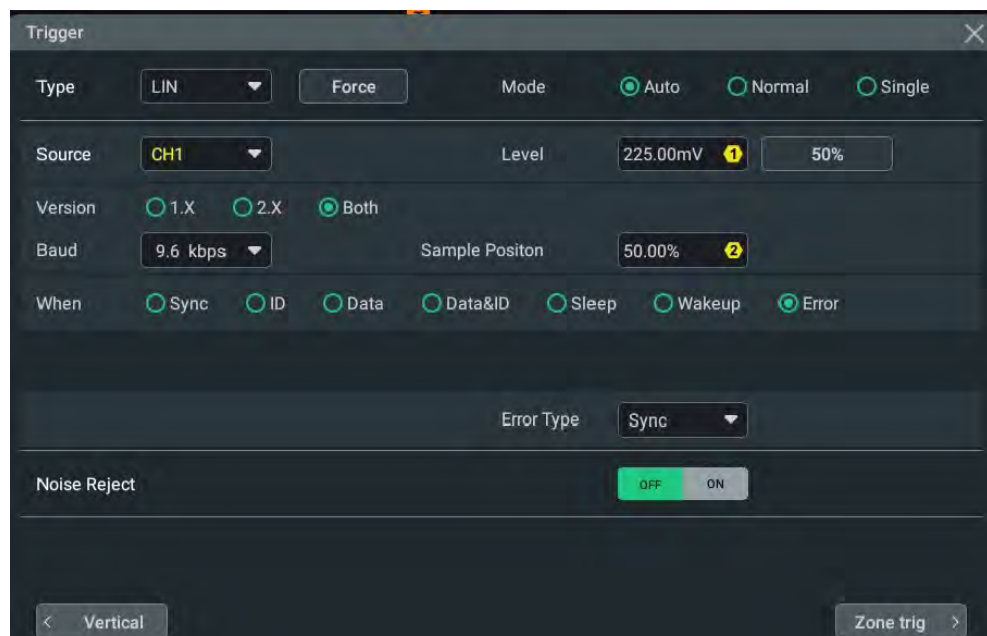 Trigger
Type LIN Force Mode Auto Normal Single
Source CH1 Level 225.00mV 1 50%
Version 1.X 2.X Both
Baud 9.6 kbps Sample Positon 50.00% 2
When Sync ID Data Data&ID Sleep Wakeup Error
Error Type Sync
Noise Reject OFF ON
< Vertical Zone trig >